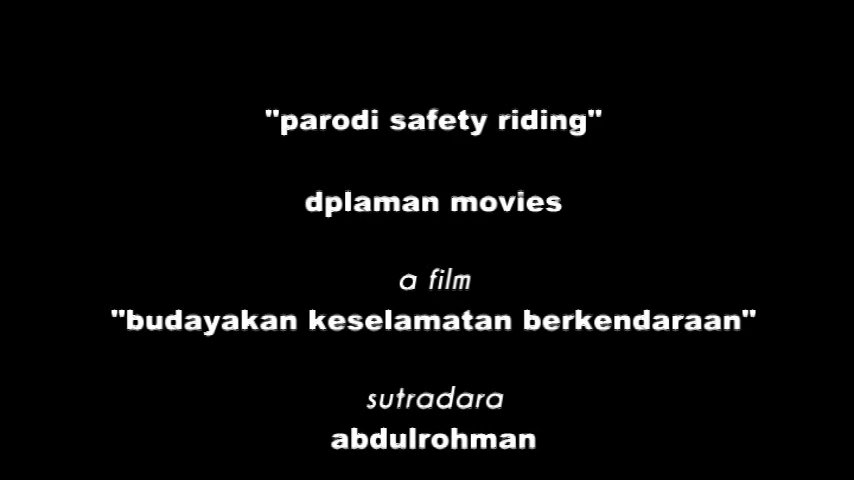 "parodi safety riding"
dplaman movies
a film
"budayakan keselamatan berkendaraan"
sutradara
abdulrohman